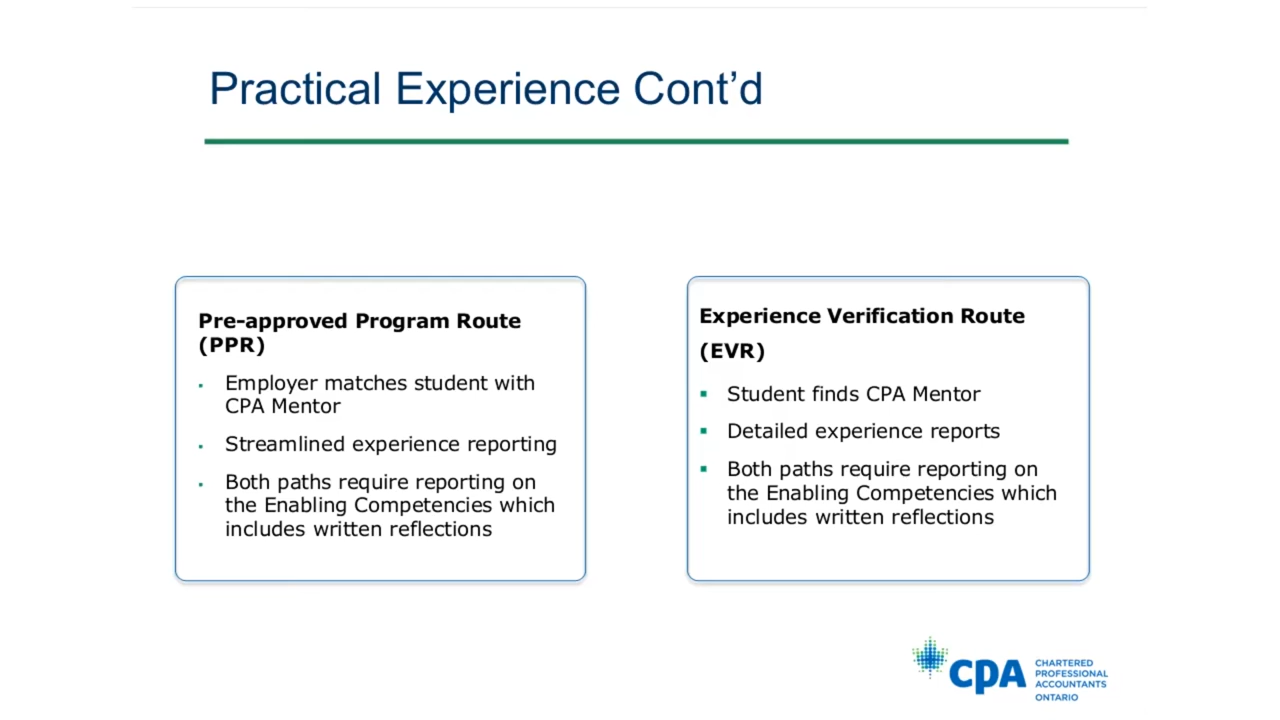 Practical Experience Cont’d
Pre-approved Program Route
(PPR)
Employer matches student with
CPA Mentor
Streamlined experience reporting
Both paths require reporting on
the Enabling Competencies which
includes written reflections
Experience Verification Route
(EVR)
Student finds CPA Mentor
Detailed experience reports
Both paths require reporting on
the Enabling Competencies which
includes written reflections
CPA
CHARTERED
PROFESSIONAL
ACCOUNTANTS
ONTARIO